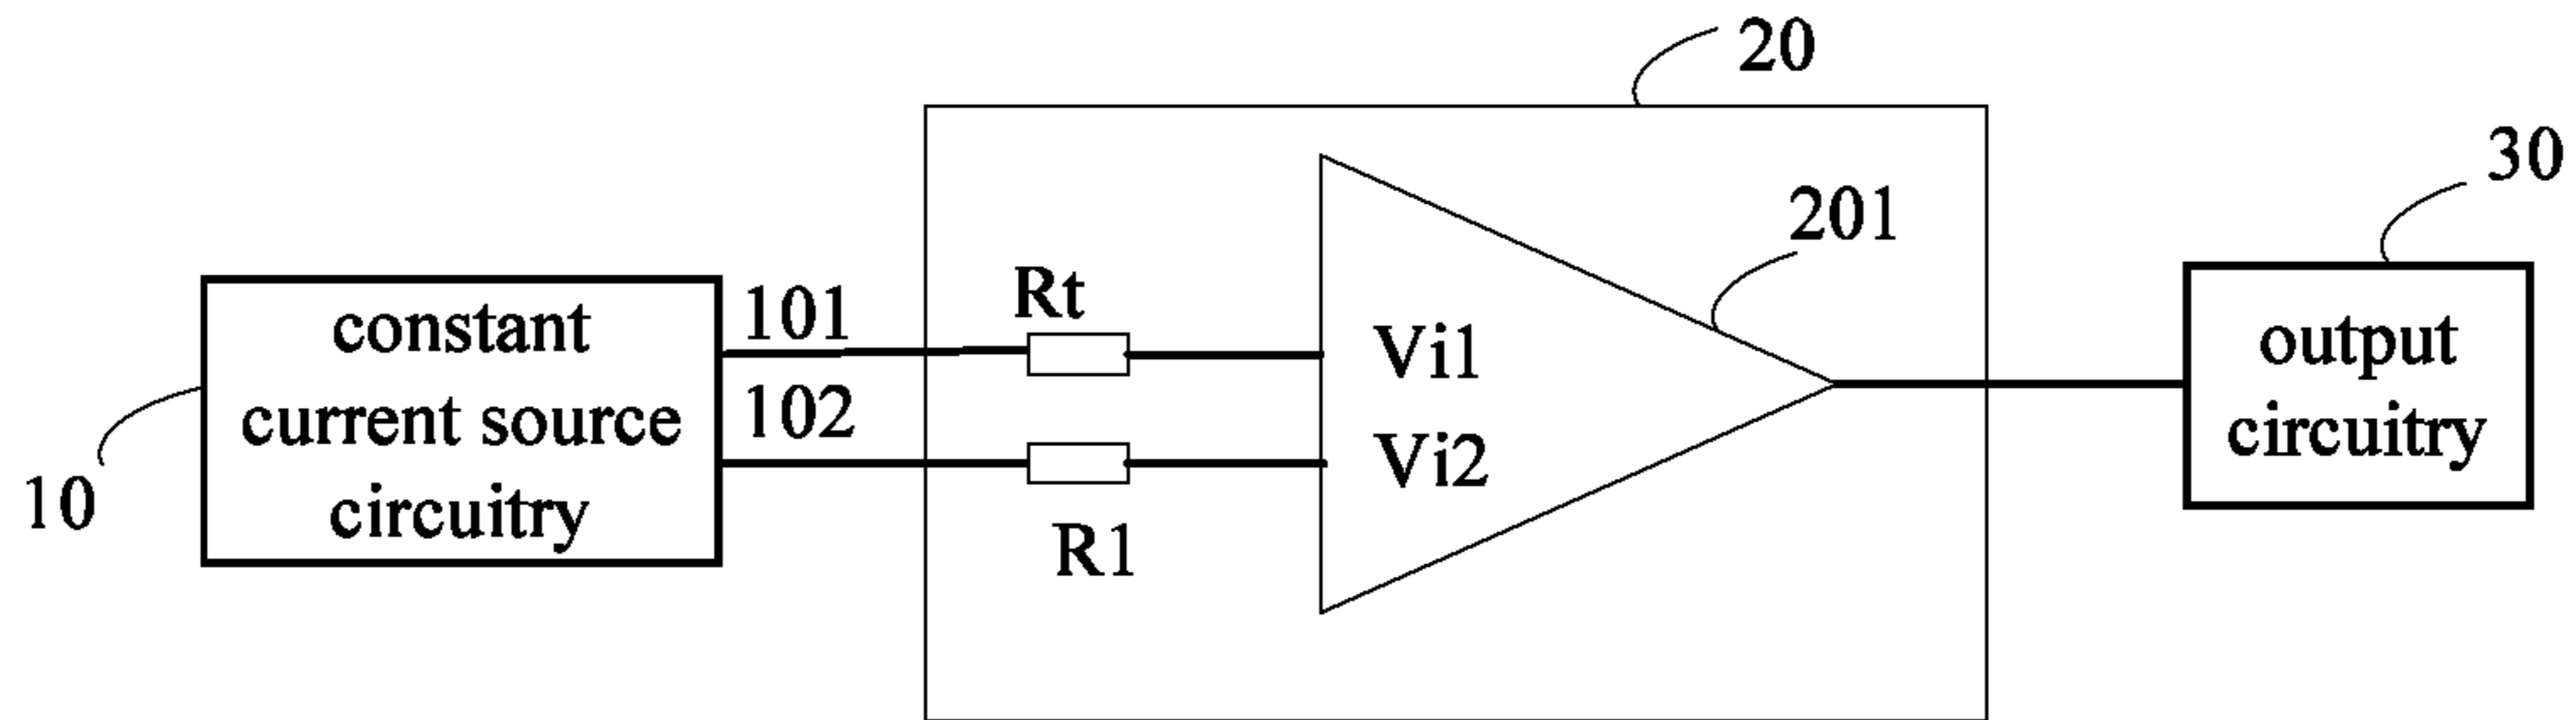 20
30
201
Rt
101
constant
current source
circuitry
102
Vi1
Vi2
output
circuitry
10
R1